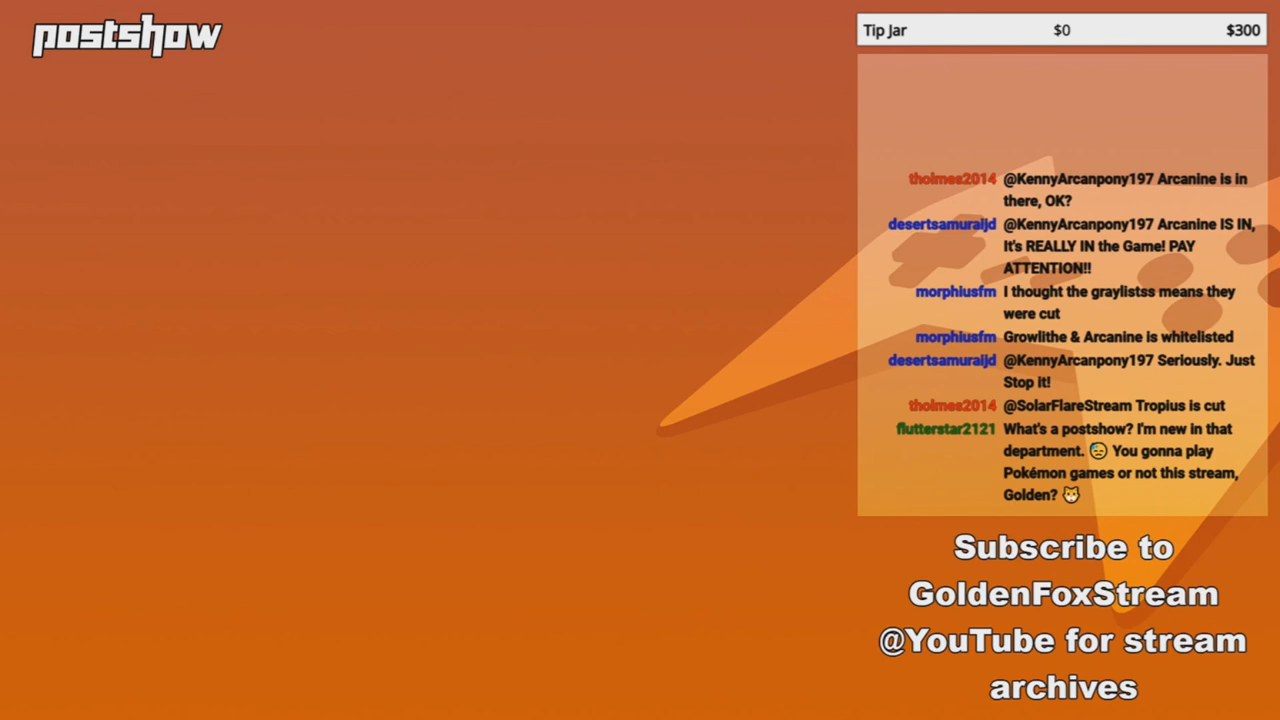 postshow
Tip Jar $0 $300
tholmes2014 @KennyArcanpony197 Arcanine is in
there, OK?
desertsamuraijd @KennyArcanpony197 Arcanine IS IN,
It's REALLY IN the Game! PAY
ATTENTION!!
morphiusfm I thought the graylistss means they
were cut
morphiusfm Growlithe & Arcanine is whitelisted
desertsamuraijd @KennyArcanpony197 Seriously. Just
Stop it!
tholmes2014 @SolarFlareStream Tropius is cut
flutterstar2121 What's a postshow? I'm new in that
department. 😓 You gonna play
Pokémon games or not this stream,
Golden? 🐱
Subscribe to
GoldenFoxStream
@YouTube for stream
archives